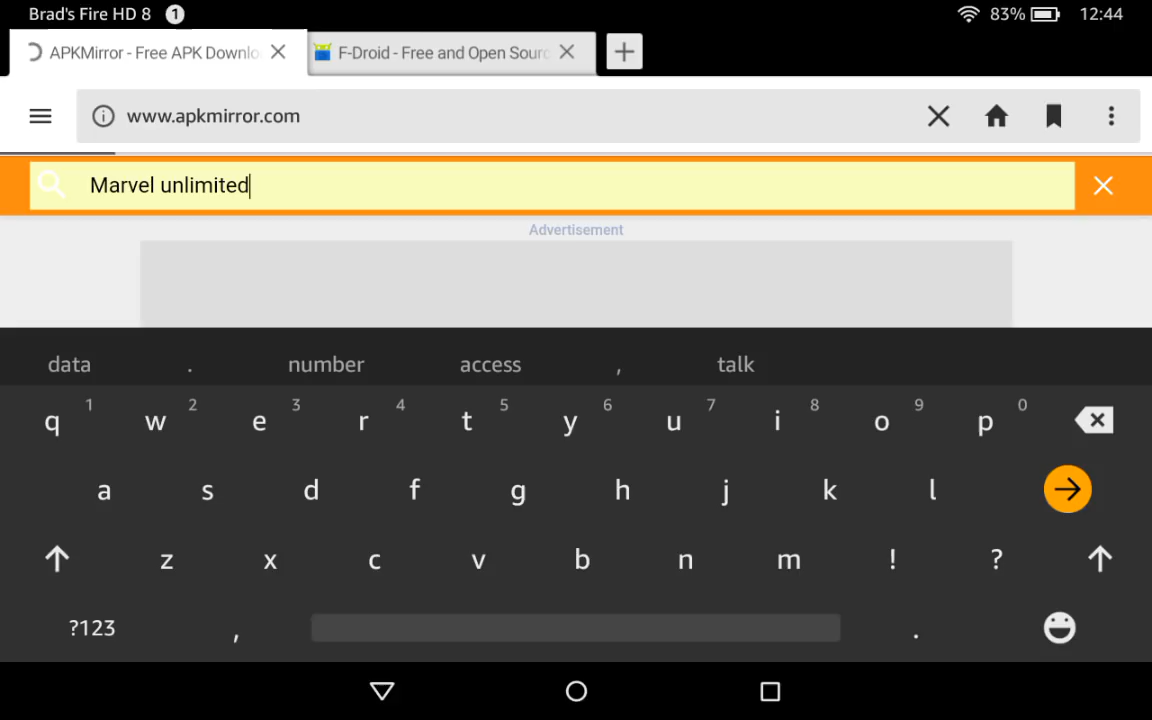 Brad's Fire HD 8 1 83% 12:44
APKMirror - Free APK Downlo F-Droid - Free and Open Sourc
www.apkmirror.com
Marvel unlimited
Advertisement
data . number access , talk
q 1 w 2 e 3 r 4 t 5 y 6 u 7 i 8 o 9 p 0
a s d f g h j k l
z x c v b n m ! ?
?123 , .